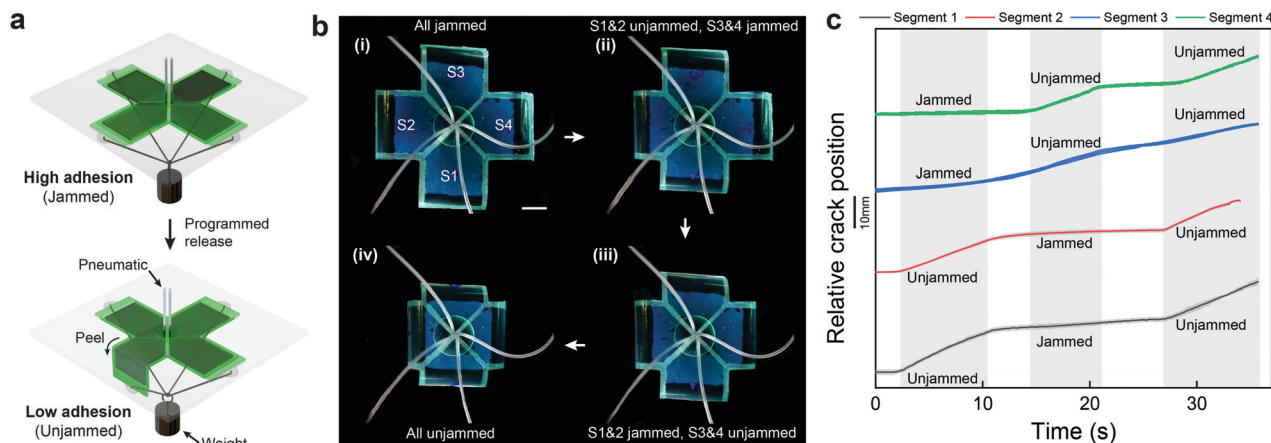 a
High adhesion
(Jammed)
Programmed
release
Pneumatic
Peel
Low adhesion
(Unjammed)
Weight
b
All jammed
(i)
S3
S2
S4
S1
S1&2 unjammed, S3&4 jammed
(ii)
(iv)
All unjammed
(iii)
S1&2 jammed, S3&4 unjammed
c
Segment 1 Segment 2 Segment 3 Segment 4
Relative crack position
10mm
Jammed Unjammed Unjammed
Jammed Unjammed Unjammed
Unjammed Jammed Unjammed
Unjammed Jammed Unjammed
0 10 20 30
Time (s)